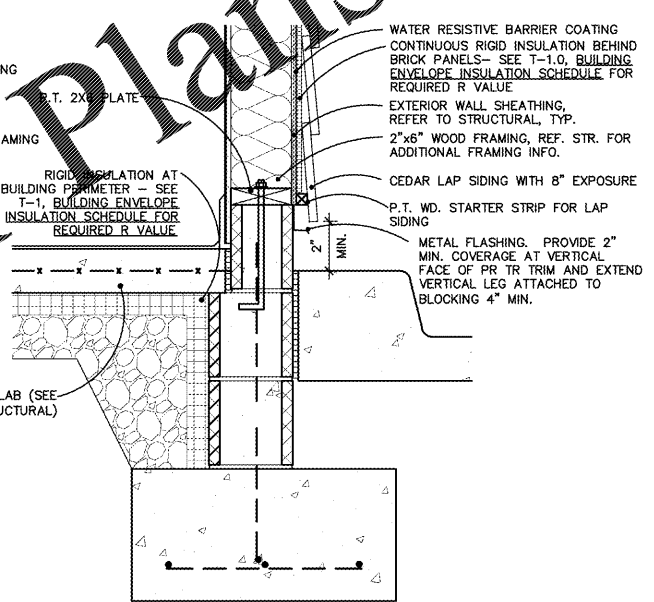 Plans
WATER RESISTIVE BARRIER COATING
CONTINUOUS RIGID INSULATION BEHIND
BRICK PANELS- SEE T-1.0, BUILDING
ENVELOPE INSULATION SCHEDULE FOR
REQUIRED R VALUE
EXTERIOR WALL SHEATHING,
REFER TO STRUCTURAL, TYP.
2"x6" WOOD FRAMING, REF. STR. FOR
ADDITIONAL FRAMING INFO.
CEDAR LAP SIDING WITH 8" EXPOSURE
P.T. WD. STARTER STRIP FOR LAP
SIDING
METAL FLASHING. PROVIDE 2"
MIN. COVERAGE AT VERTICAL
FACE OF PR TR TRIM AND EXTEND
VERTICAL LEG ATTACHED TO
BLOCKING 4" MIN.
2"
MIN.
NG
P.T. 2X6 PLATE
AMING
RIGID INSULATION AT
BUILDING PERIMETER - SEE
T-1, BUILDING ENVELOPE
INSULATION SCHEDULE FOR
REQUIRED R VALUE
LAB (SEE
UCTURAL)